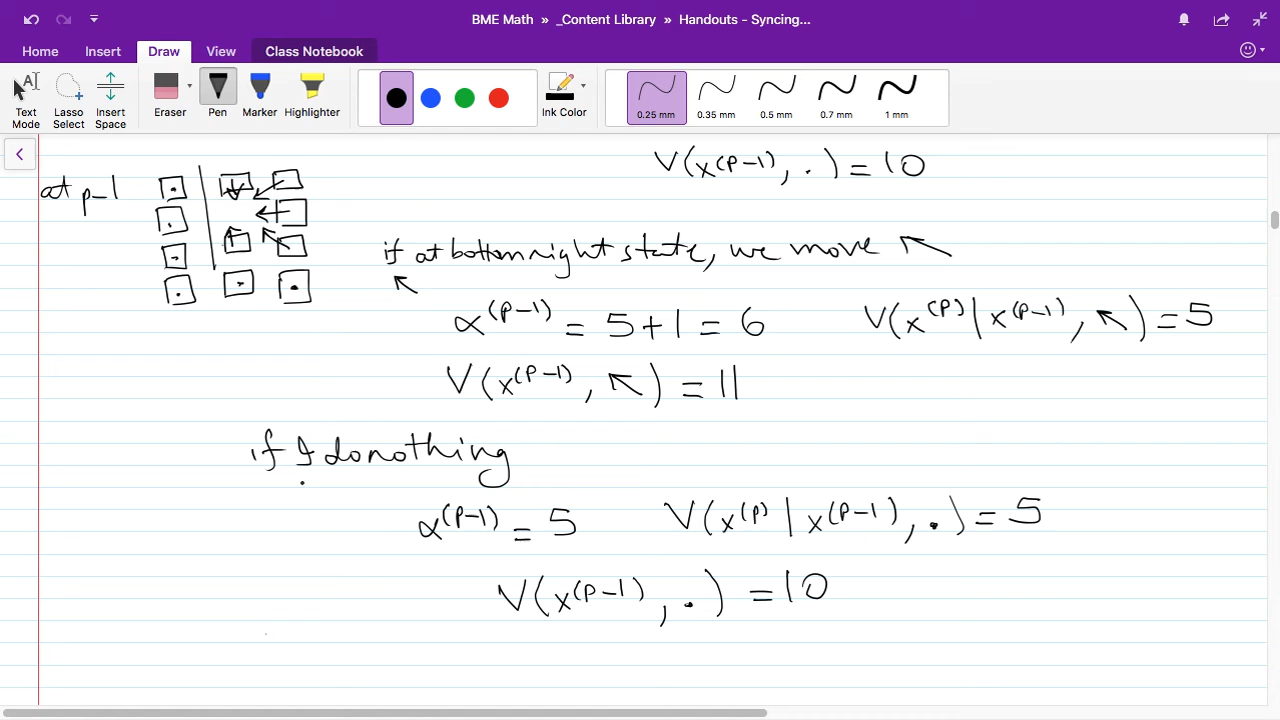 BME Math » _Content Library » Handouts - Syncing...
Home Insert Draw View Class Notebook
Text Mode Lasso Select Insert Space Eraser Pen Marker Highlighter Ink Color 0.25 mm 0.35 mm 0.5 mm 0.7 mm 1 mm
V(x^(p-1), .) = 10
at p-1
if at bottom right state, we move ↖
↖
α^(p-1) = 5+1 = 6 V(x^(p) | x^(p-1), ↖) = 5
V(x^(p-1), ↖) = 11
if I do nothing
α^(p-1) = 5 V(x^(p) | x^(p-1), .) = 5
V(x^(p-1), .) = 10